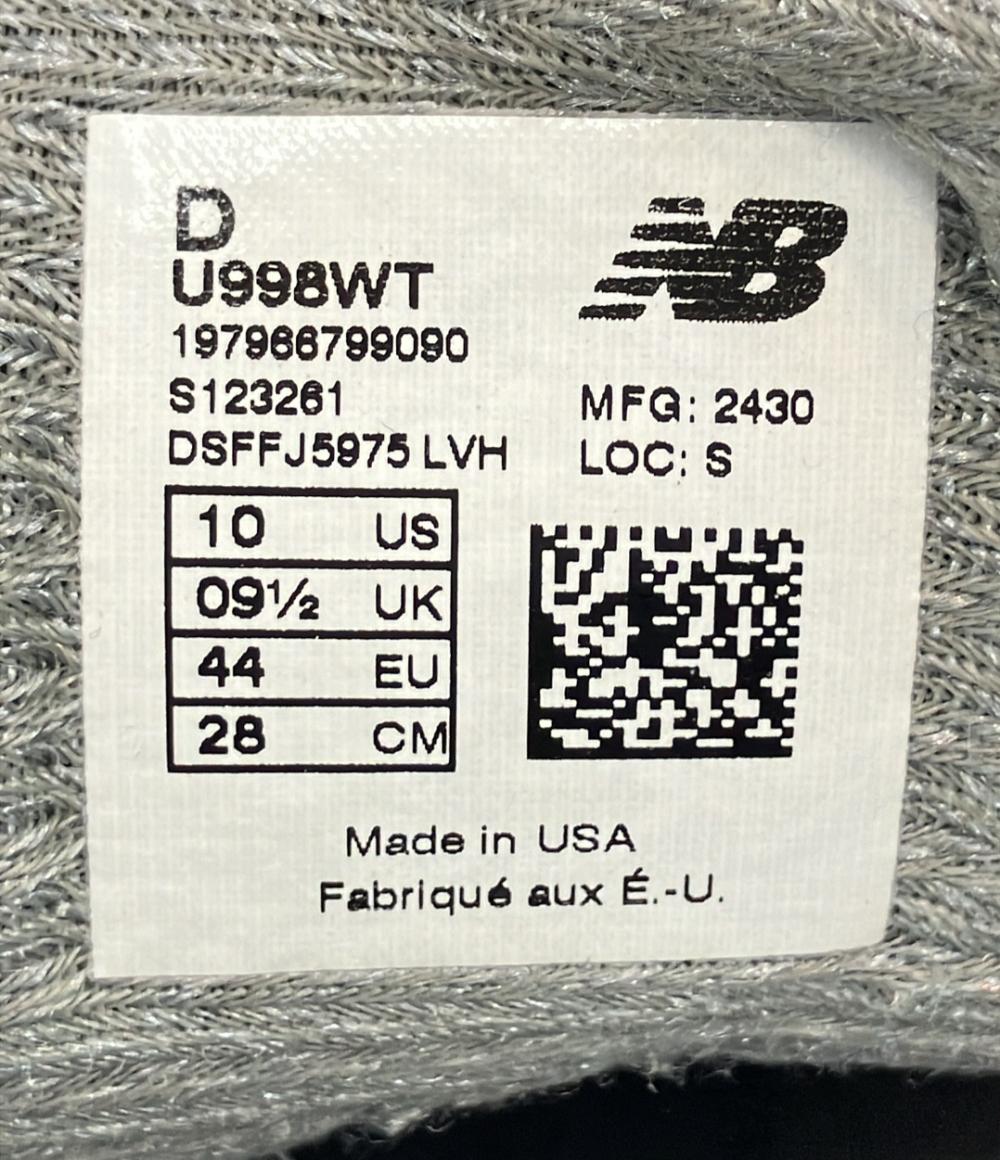 D
NB
U998WT
197966799090
S123261
MFG: 2430
DSFFJ5975 LVH
LOC: S
10 US
09½ UK
44 EU
28 CM
Made in USA
Fabriqué aux É.-U.